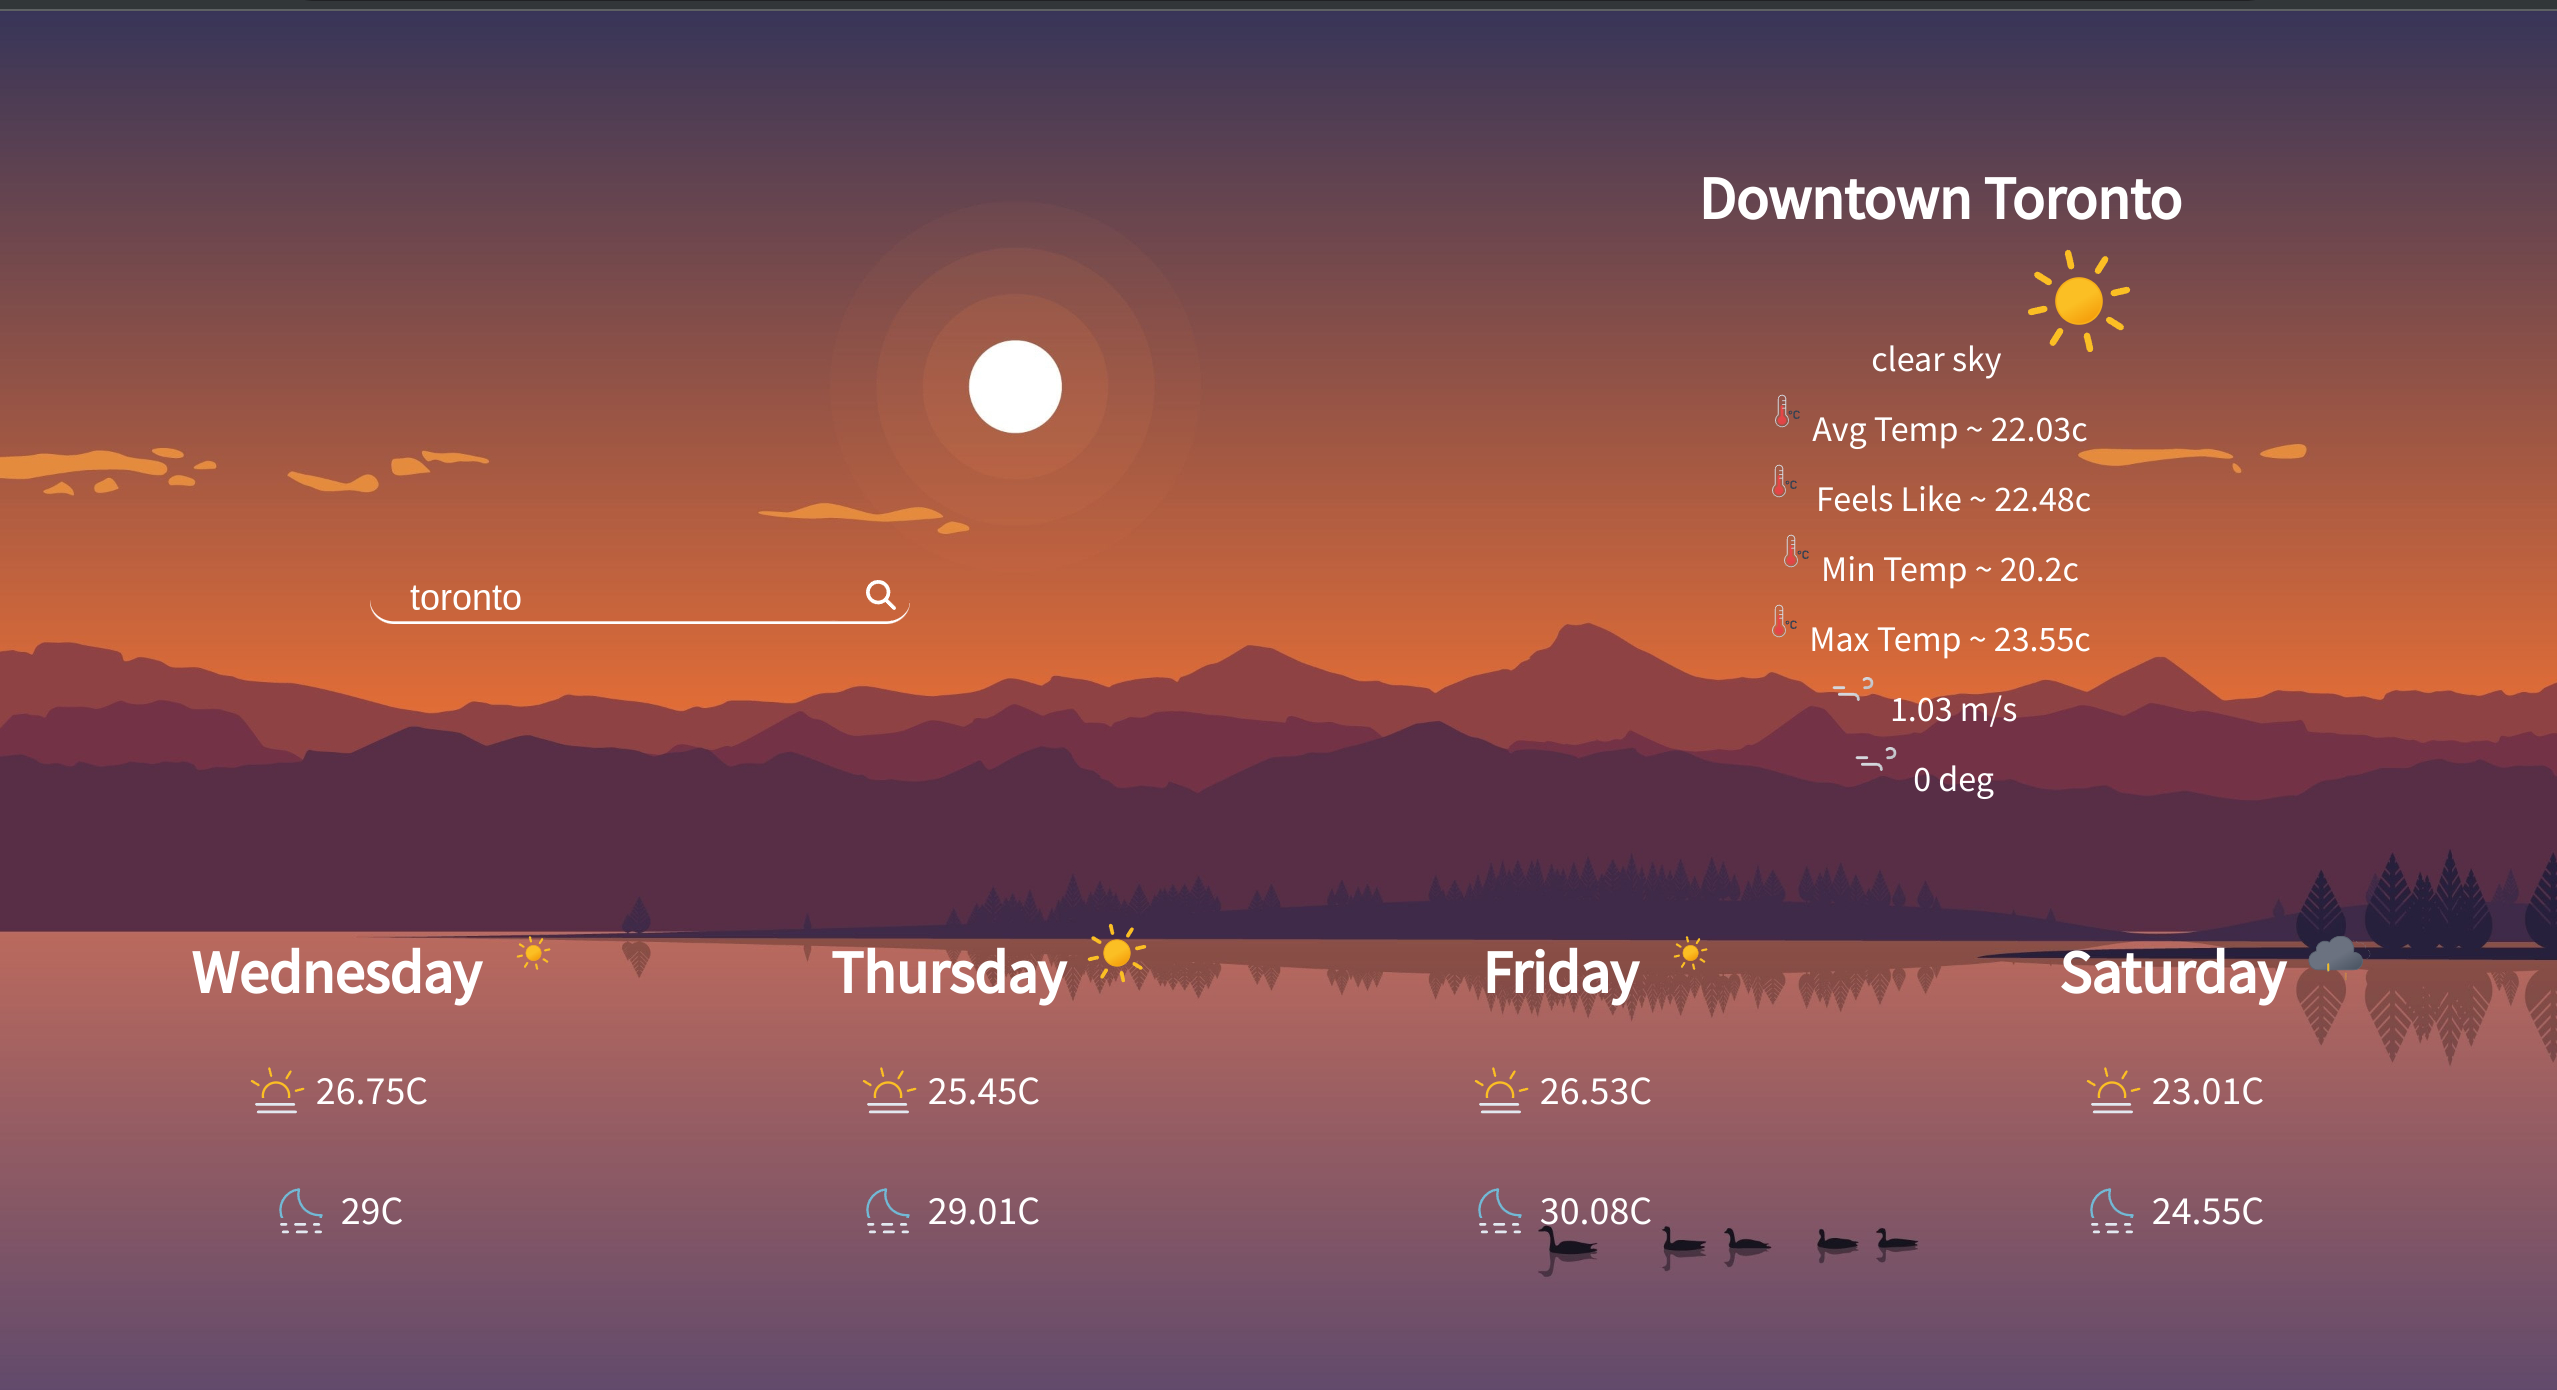 Downtown Toronto
clear sky
°C Avg Temp ~ 22.03c
°C Feels Like ~ 22.48c
°C Min Temp ~ 20.2c
°C Max Temp ~ 23.55c
1.03 m/s
0 deg
toronto
Wednesday
26.75C
29C
Thursday
25.45C
29.01C
Friday
26.53C
30.08C
Saturday
23.01C
24.55C